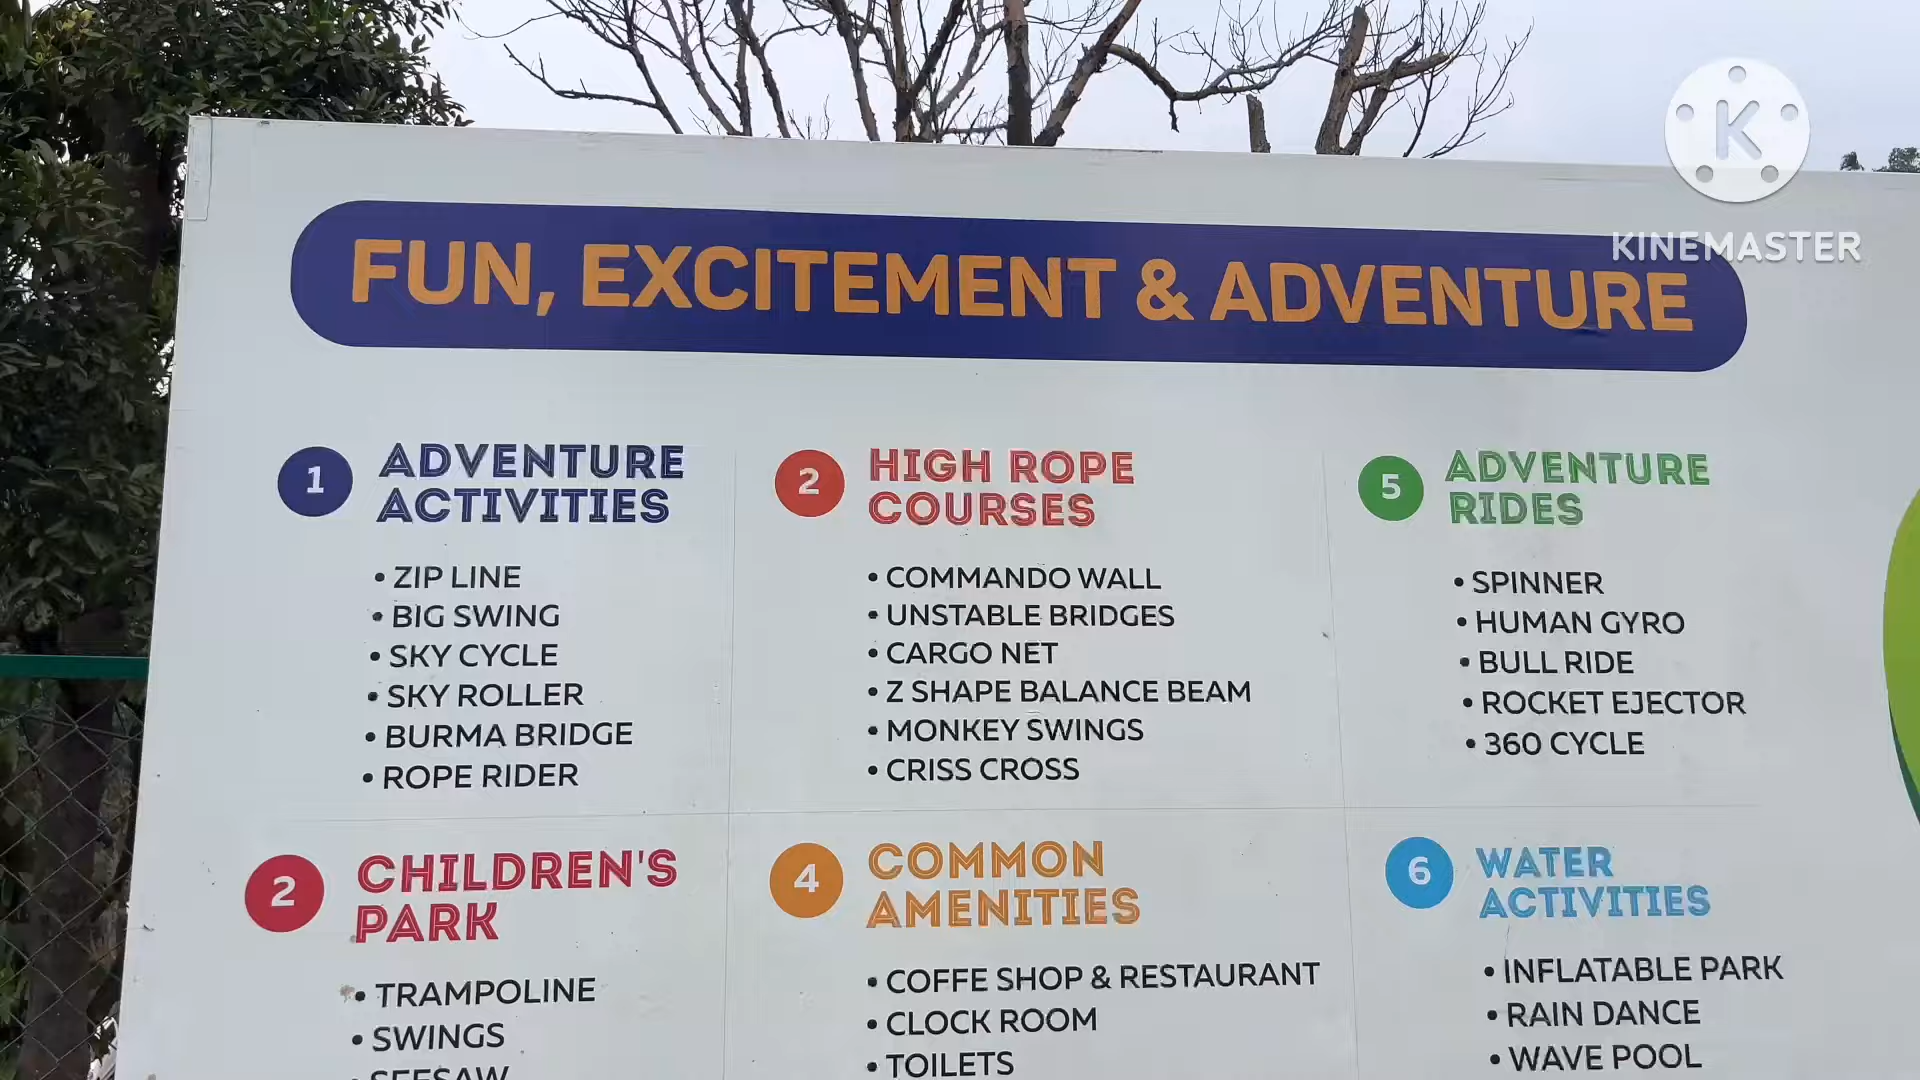 K
KINEMASTER
FUN, EXCITEMENT & ADVENTURE
1
ADVENTURE
ACTIVITIES
• ZIP LINE
• BIG SWING
• SKY CYCLE
• SKY ROLLER
• BURMA BRIDGE
• ROPE RIDER
2
HIGH ROPE
COURSES
• COMMANDO WALL
• UNSTABLE BRIDGES
• CARGO NET
• Z SHAPE BALANCE BEAM
• MONKEY SWINGS
• CRISS CROSS
5
ADVENTURE
RIDES
• SPINNER
• HUMAN GYRO
• BULL RIDE
• ROCKET EJECTOR
• 360 CYCLE
2
CHILDREN'S
PARK
• TRAMPOLINE
• SWINGS
• SEESAW
4
COMMON
AMENITIES
• COFFE SHOP & RESTAURANT
• CLOCK ROOM
• TOILETS
6
WATER
ACTIVITIES
• INFLATABLE PARK
• RAIN DANCE
• WAVE POOL